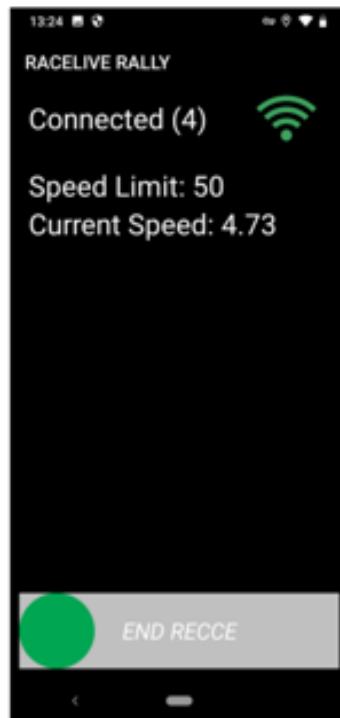 13:24
RACELIVE RALLY
Connected (4)
Speed Limit: 50
Current Speed: 4.73
END RECCE